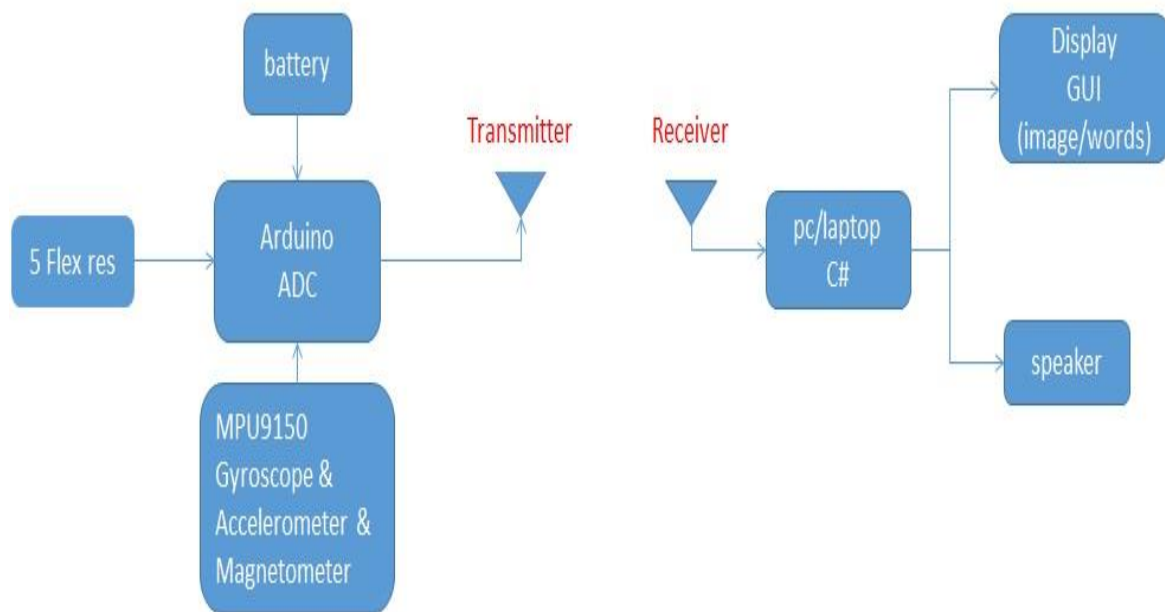 battery
Transmitter
Receiver
Display
GUI
(image/words)
5 Flex res
Arduino
ADC
pc/laptop
C#
speaker
MPU9150
Gyroscope &
Accelerometer &
Magnetometer